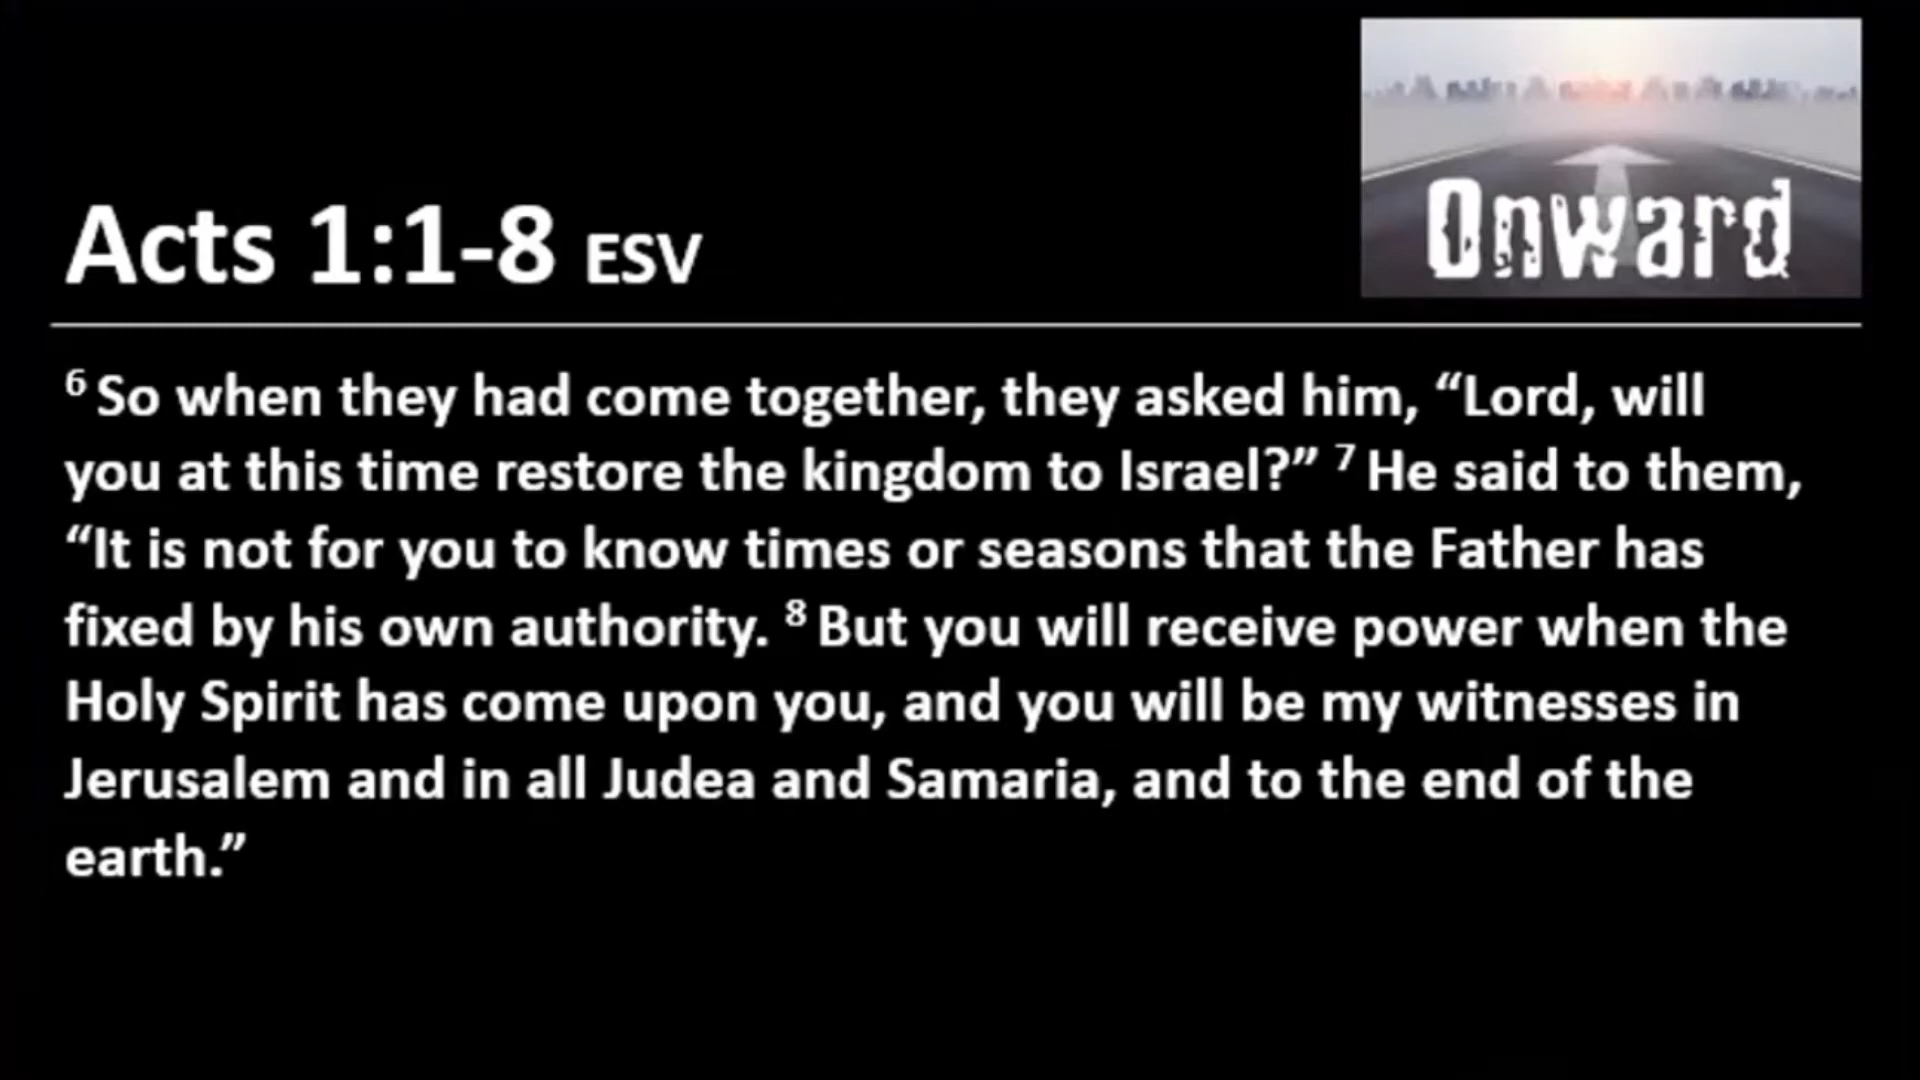 Acts 1:1-8 ESV
Onward
6 So when they had come together, they asked him, “Lord, will
you at this time restore the kingdom to Israel?” 7 He said to them,
“It is not for you to know times or seasons that the Father has
fixed by his own authority. 8 But you will receive power when the
Holy Spirit has come upon you, and you will be my witnesses in
Jerusalem and in all Judea and Samaria, and to the end of the
earth.”